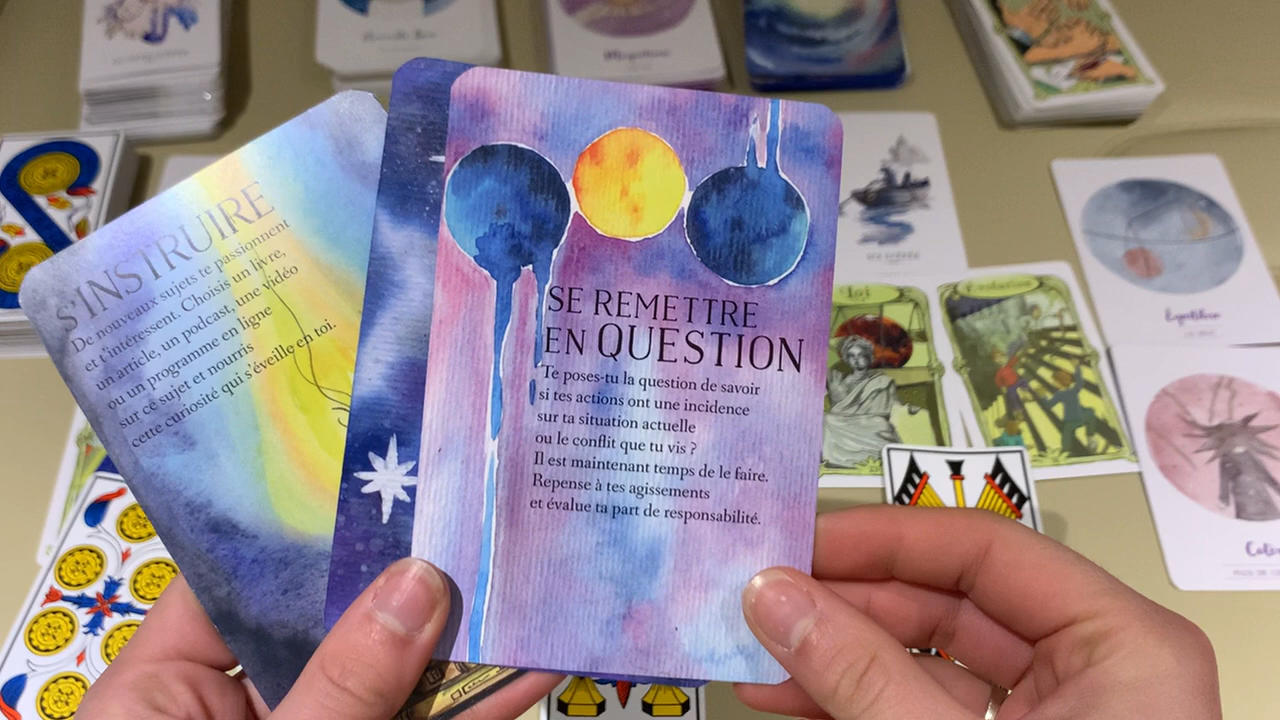 S'INSTRUIRE
De nouveaux sujets te passionnent
et t'intéressent. Choisis un livre,
un article, un podcast, une vidéo
ou un programme en ligne
sur ce sujet et nourris
cette curiosité qui s'éveille en toi.
SE REMETTRE
EN QUESTION
Te poses-tu la question de savoir
si tes actions ont une incidence
sur ta situation actuelle
ou le conflit que tu vis ?
Il est maintenant temps de le faire.
Repense à tes agissements
et évalue ta part de responsabilité.
Loi
Évolution
Équilibre